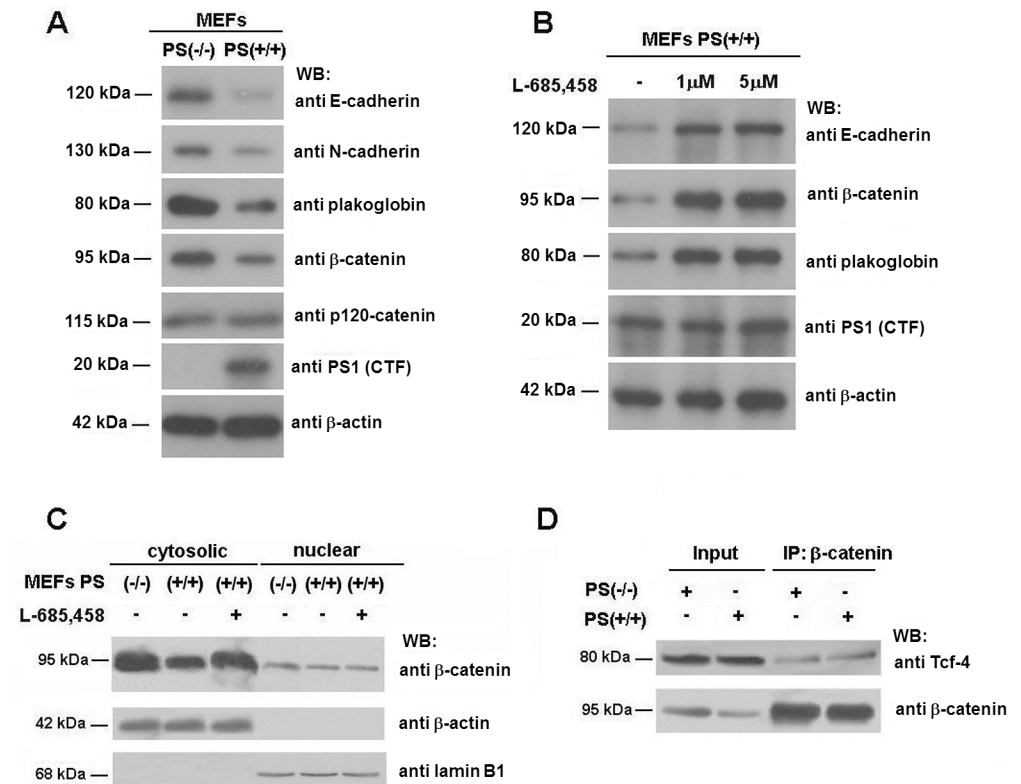 A
MEFs
PS(-/-) PS(+/+)
WB:
120 kDa anti E-cadherin
130 kDa anti N-cadherin
80 kDa anti plakoglobin
95 kDa anti β-catenin
115 kDa anti p120-catenin
20 kDa anti PS1 (CTF)
42 kDa anti β-actin
B
MEFs PS(+/+)
L-685,458 - 1μM 5μM
WB:
120 kDa anti E-cadherin
95 kDa anti β-catenin
80 kDa anti plakoglobin
20 kDa anti PS1 (CTF)
42 kDa anti β-actin
C
cytosolic nuclear
MEFs PS (-/-) (+/+) (+/+) (-/-) (+/+) (+/+)
L-685,458 - - + - - +
WB:
95 kDa anti β-catenin
42 kDa anti β-actin
68 kDa anti lamin B1
D
Input IP: β-catenin
PS(-/-) + - + -
PS(+/+) - + - +
WB:
80 kDa anti Tcf-4
95 kDa anti β-catenin